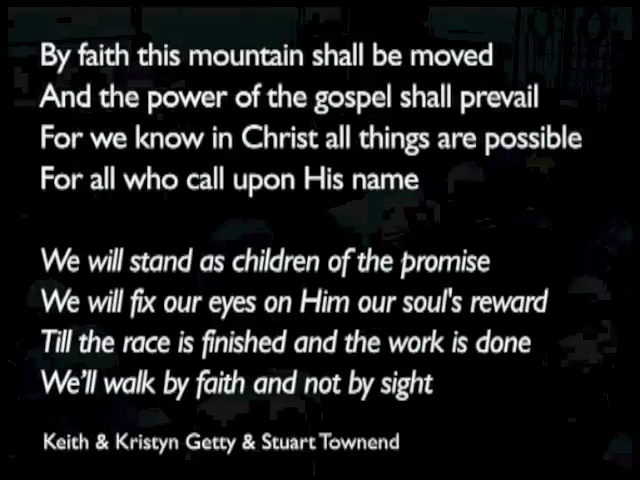 By faith this mountain shall be moved
And the power of the gospel shall prevail
For we know in Christ all things are possible
For all who call upon His name
We will stand as children of the promise
We will fix our eyes on Him our soul's reward
Till the race is finished and the work is done
We'll walk by faith and not by sight
Keith & Kristyn Getty & Stuart Townend